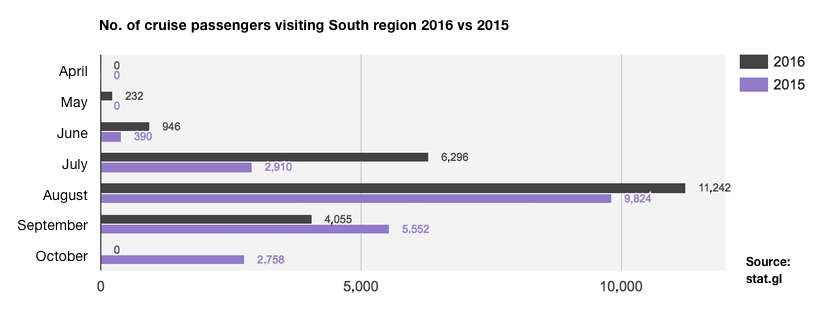 No. of cruise passengers visiting South region 2016 vs 2015
2016
2015
April
0
0
May
232
0
June
946
390
July
6,296
2,910
August
11,242
9,824
September
4,055
5,552
October
0
2,758
0
5,000
10,000
Source:
stat.gl